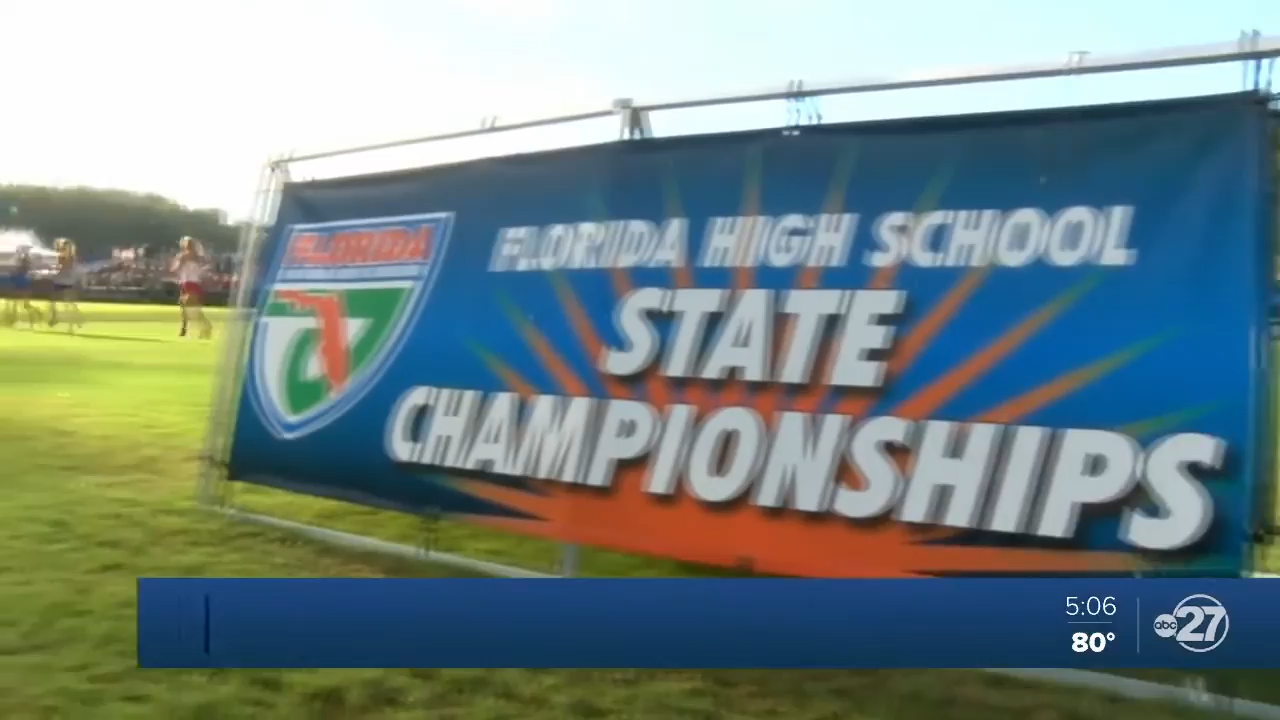 FLORIDA
FLORIDA HIGH SCHOOL
STATE
CHAMPIONSHIPS
5:06
80°
abc 27